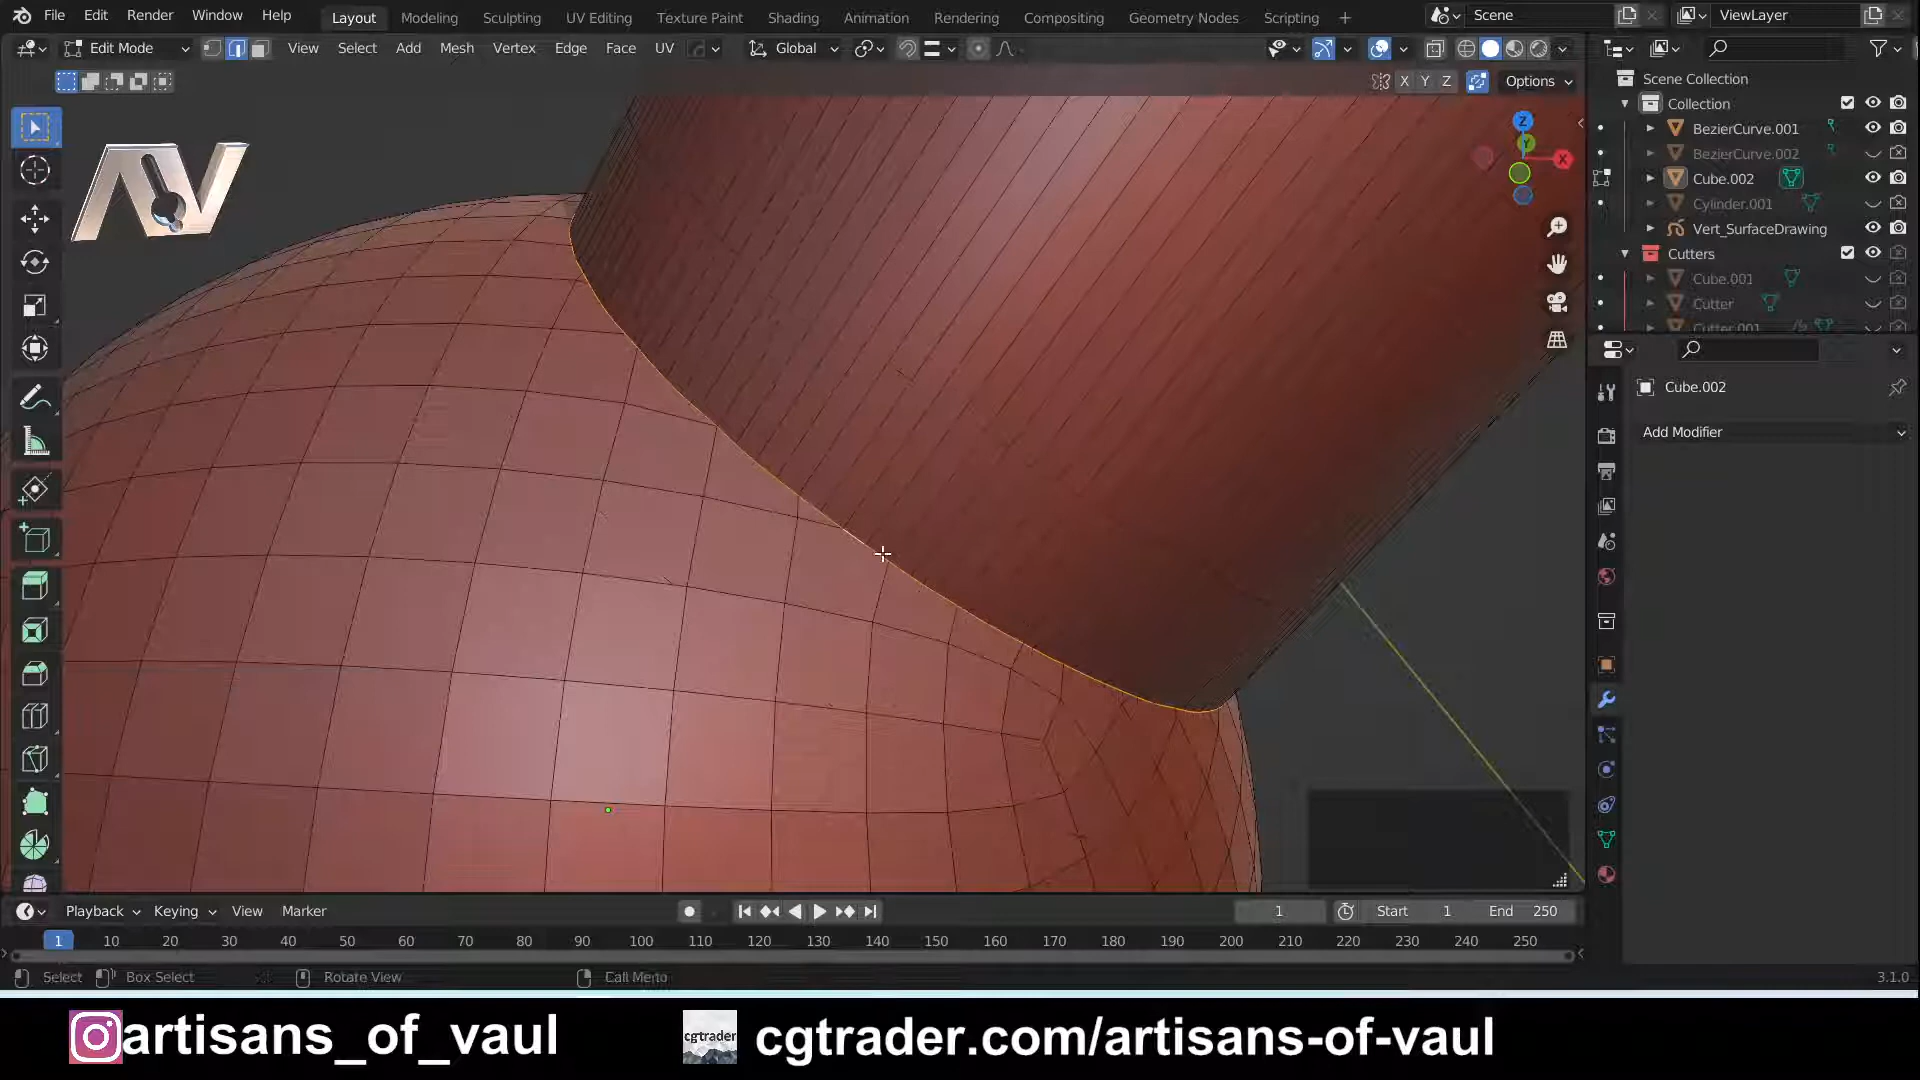 File Edit Render Window Help Layout Modeling Sculpting UV Editing Texture Paint Shading Animation Rendering Compositing Geometry Nodes Scripting + Scene ViewLayer
Edit Mode View Select Add Mesh Vertex Edge Face UV Global
X Y Z Options
Scene Collection
Collection
BezierCurve.001
BezierCurve.002
Cube.002
Cylinder.001
Vert_SurfaceDrawing
Cutters
Cube.001
Cutter
Cutter.001
Z
Y
X
AV
Cube.002
Add Modifier
Playback Keying View Marker 1 Start 1 End 250
1 10 20 30 40 50 60 70 80 90 100 110 120 130 140 150 160 170 180 190 200 210 220 230 240 250
Select Box Select Rotate View Call Menu 3.1.0
artisans_of_vaul cgtrader cgtrader.com/artisans-of-vaul